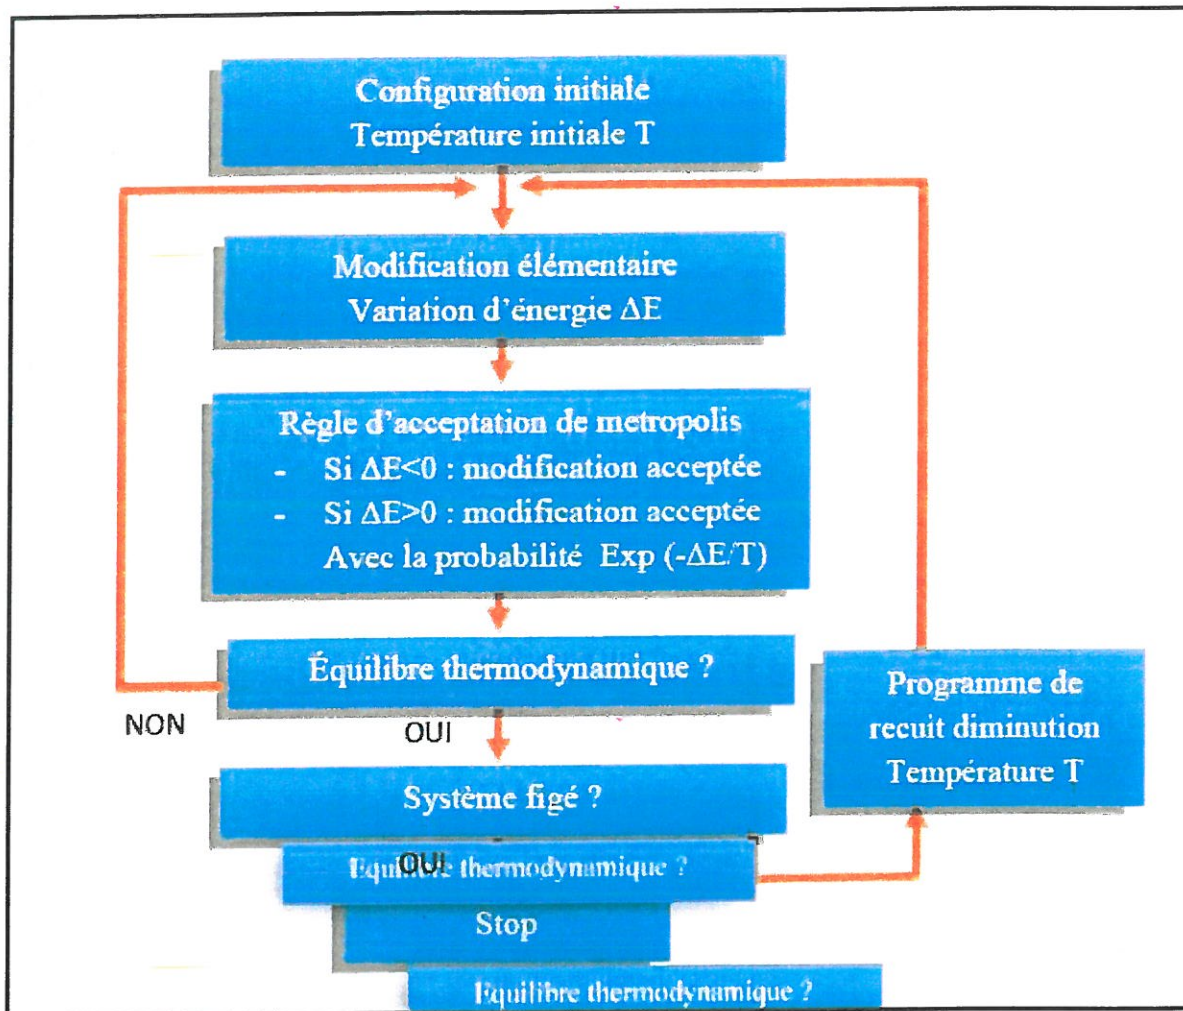 Configuration initiale
Température initiale T
Modification élémentaire
Variation d'énergie ΔE
Règle d'acceptation de metropolis
- Si ΔE<0 : modification acceptée
- Si ΔE>0 : modification acceptée
Avec la probabilité Exp (-ΔE/T)
Équilibre thermodynamique ?
NON
OUI
Programme de
recuit diminution
Température T
Système figé ?
OUI
Equilibre thermodynamique ?
Stop
Equilibre thermodynamique ?